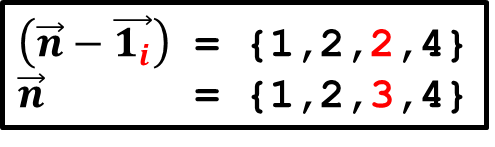 (n⃗ − 1⃗ᵢ) = {1,2,2,4}
n⃗ = {1,2,3,4}